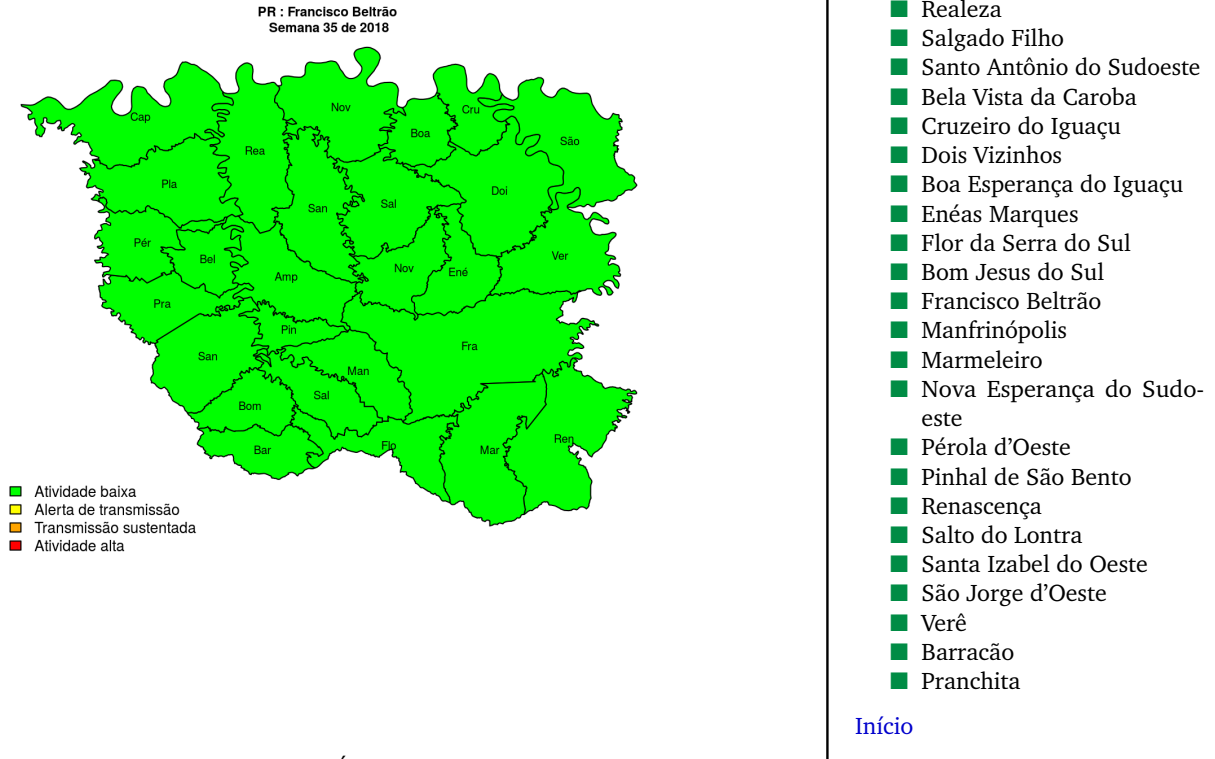 PR : Francisco Beltrão
Semana 35 de 2018
Cap
Nov
Cru
Boa
São
Rea
Pla
Doi
San
Sal
Pér
Bel
Ver
Nov
Ené
Amp
Pra
Pin
Fra
San
Man
Sal
Bom
Ren
Flo
Bar
Mar
Atividade baixa
Alerta de transmissão
Transmissão sustentada
Atividade alta
Realeza
Salgado Filho
Santo Antônio do Sudoeste
Bela Vista da Caroba
Cruzeiro do Iguaçu
Dois Vizinhos
Boa Esperança do Iguaçu
Enéas Marques
Flor da Serra do Sul
Bom Jesus do Sul
Francisco Beltrão
Manfrinópolis
Marmeleiro
Nova Esperança do Sudo-
este
Pérola d'Oeste
Pinhal de São Bento
Renascença
Salto do Lontra
Santa Izabel do Oeste
São Jorge d'Oeste
Verê
Barracão
Pranchita
Início